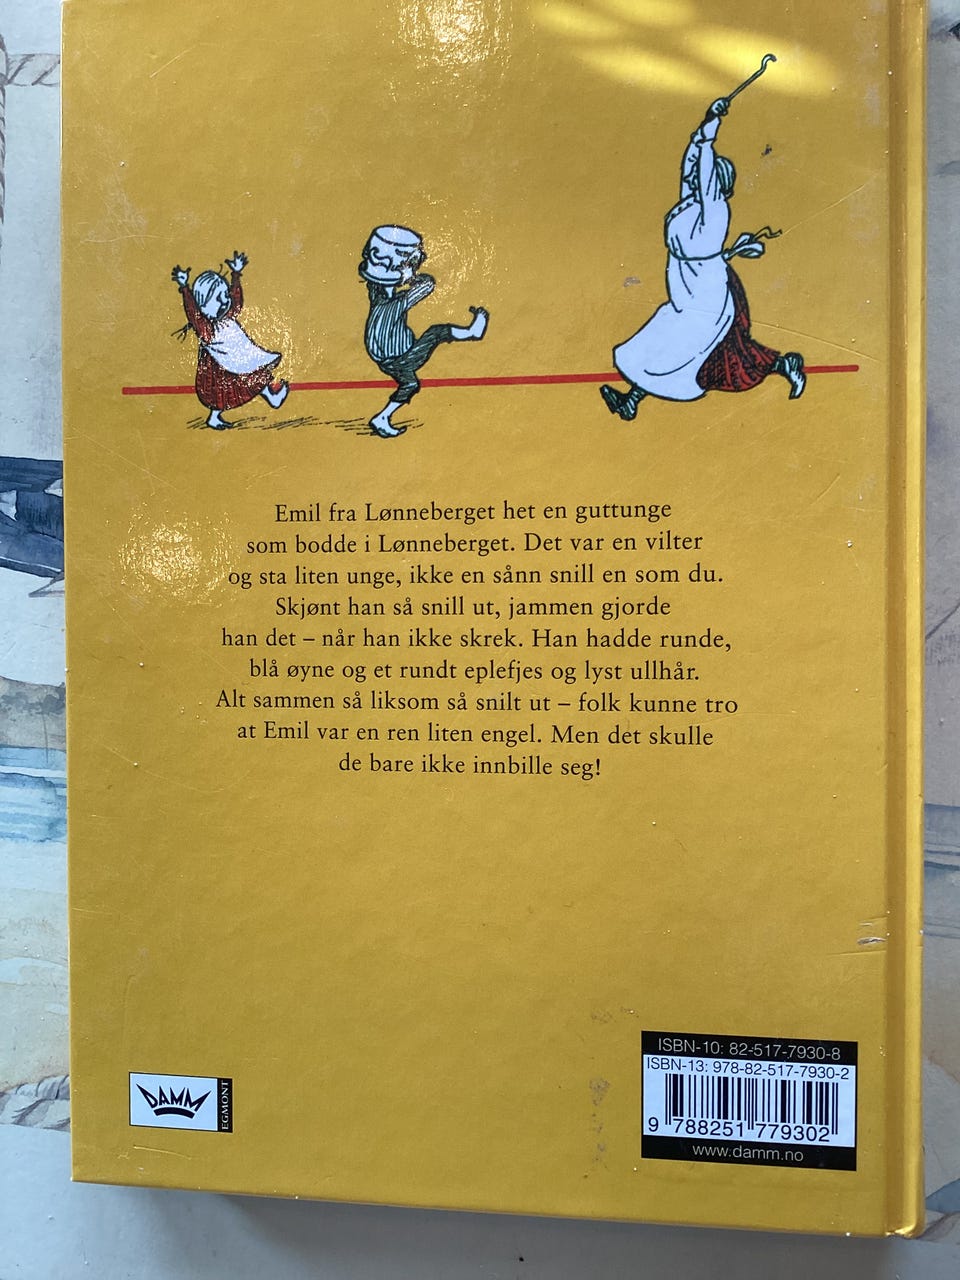 Emil fra Lønneberget het en guttunge
som bodde i Lønneberget. Det var en vilter
og sta liten unge, ikke en sånn snill en som du.
Skjønt han så snill ut, jammen gjorde
han det – når han ikke skrek. Han hadde runde,
blå øyne og et rundt eplefjes og lyst ullhår.
Alt sammen så liksom så snilt ut – folk kunne tro
at Emil var en ren liten engel. Men det skulle
de bare ikke innbille seg!
DAMM
EGMONT
ISBN-10: 82-517-7930-8
ISBN-13: 978-82-517-7930-2
9 788251 779302
www.damm.no